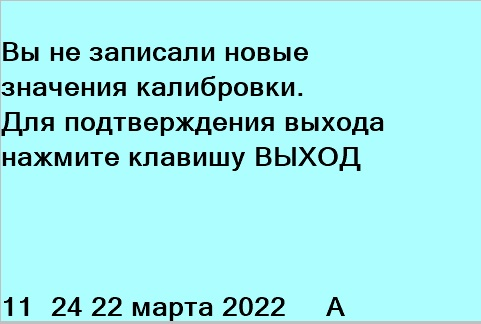 Вы не записали новые
значения калибровки.
Для подтверждения выхода
нажмите клавишу ВЫХОД
11 24 22 марта 2022 А